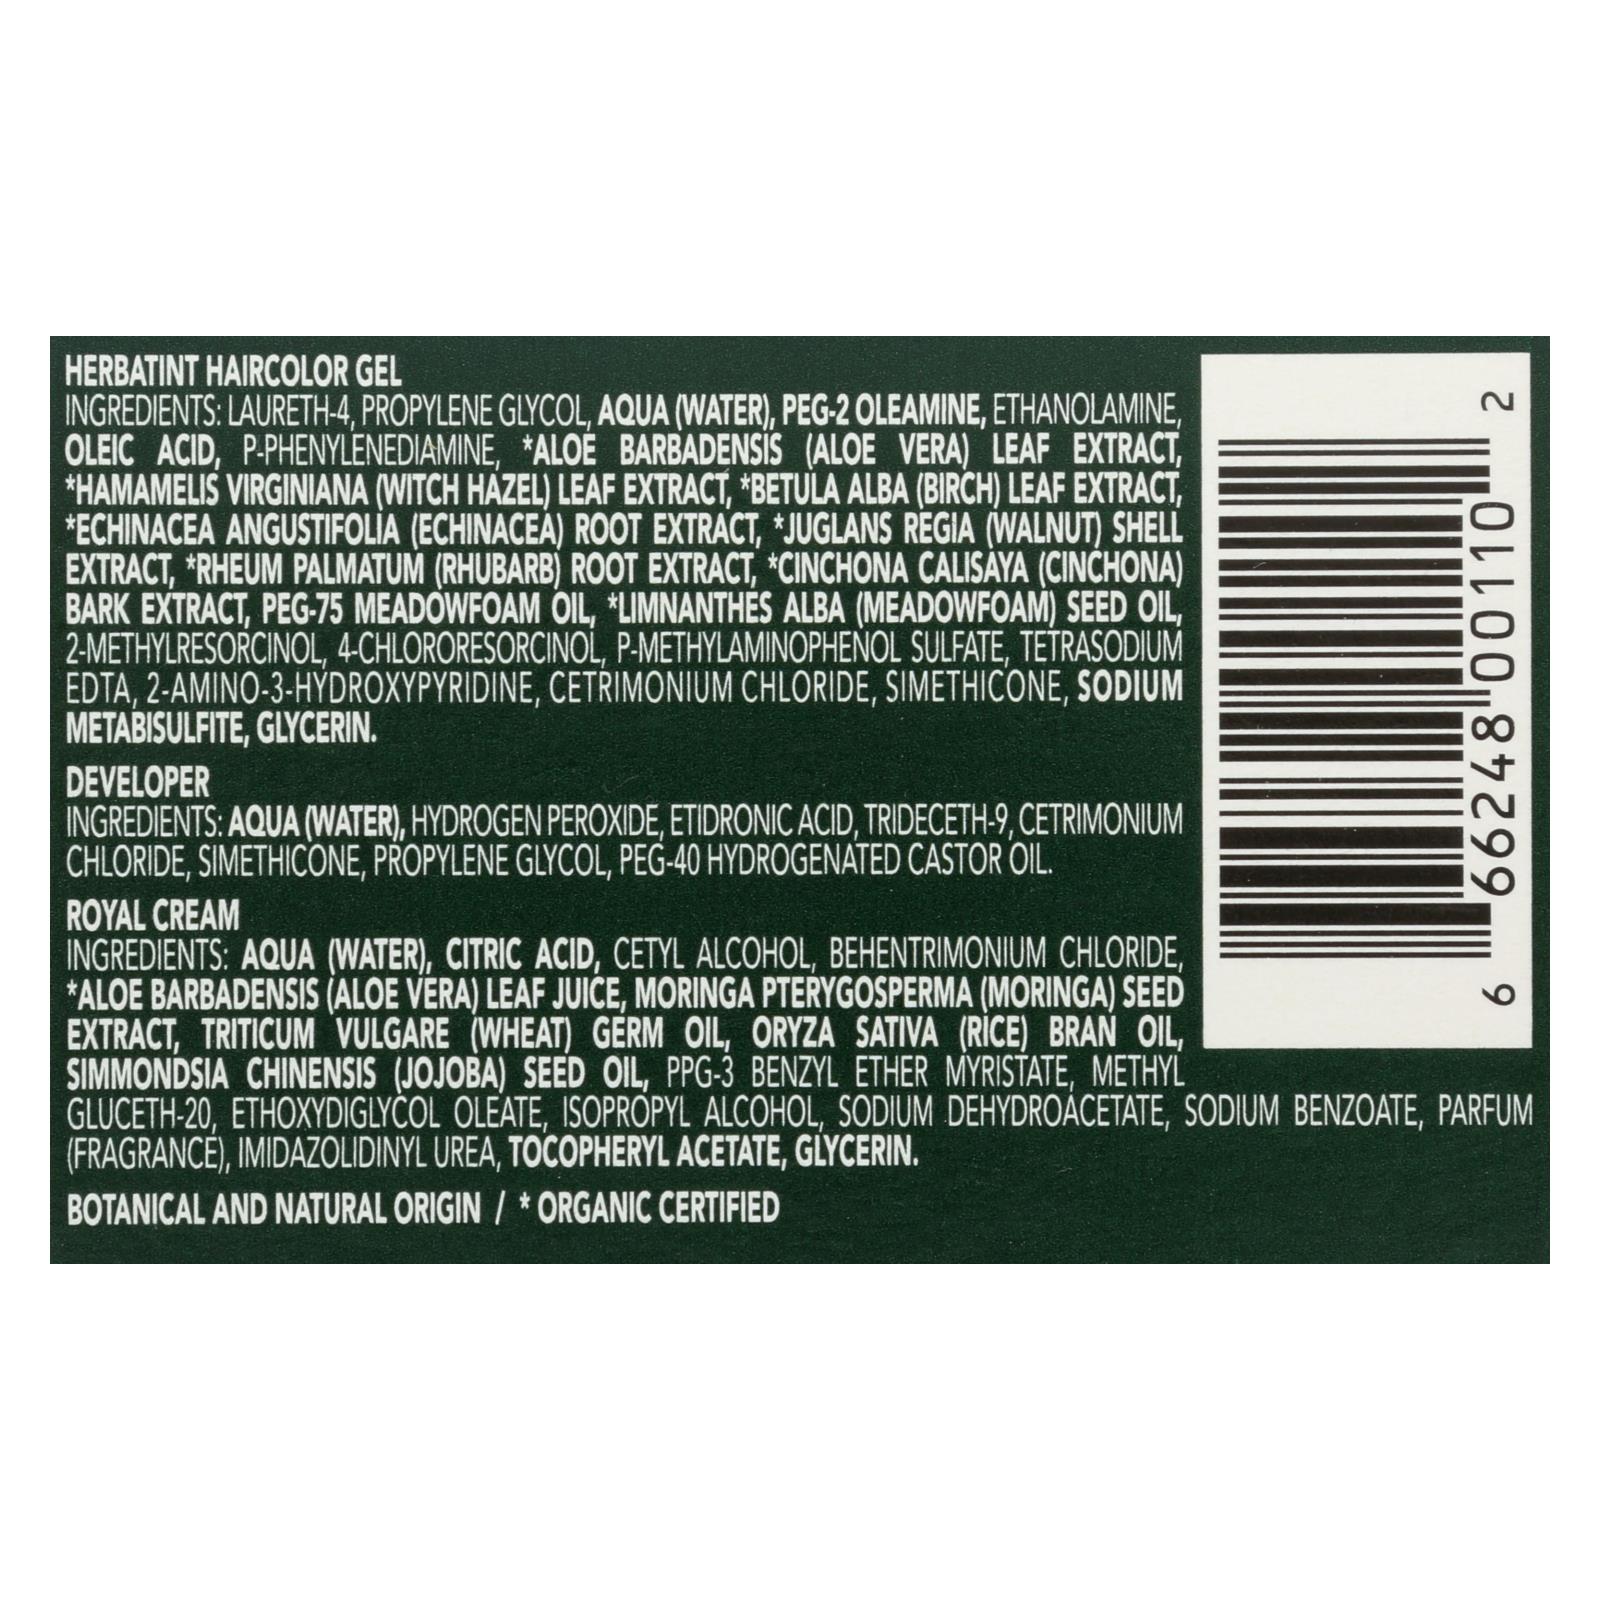 HERBATINT HAIRCOLOR GEL
INGREDIENTS: LAURETH-4, PROPYLENE GLYCOL, AQUA (WATER), PEG-2 OLEAMINE, ETHANOLAMINE,
OLEIC ACID, P-PHENYLENEDIAMINE, *ALOE BARBADENSIS (ALOE VERA) LEAF EXTRACT,
*HAMAMELIS VIRGINIANA (WITCH HAZEL) LEAF EXTRACT, *BETULA ALBA (BIRCH) LEAF EXTRACT,
*ECHINACEA ANGUSTIFOLIA (ECHINACEA) ROOT EXTRACT, *JUGLANS REGIA (WALNUT) SHELL
EXTRACT, *RHEUM PALMATUM (RHUBARB) ROOT EXTRACT, *CINCHONA CALISAYA (CINCHONA)
BARK EXTRACT, PEG-75 MEADOWFOAM OIL, *LIMNANTHES ALBA (MEADOWFOAM) SEED OIL,
2-METHYLRESORCINOL, 4-CHLORORESORCINOL, P-METHYLAMINOPHENOL SULFATE, TETRASODIUM
EDTA, 2-AMINO-3-HYDROXYPYRIDINE, CETRIMONIUM CHLORIDE, SIMETHICONE, SODIUM
METABISULFITE, GLYCERIN.
DEVELOPER
INGREDIENTS: AQUA (WATER), HYDROGEN PEROXIDE, ETIDRONIC ACID, TRIDECETH-9, CETRIMONIUM
CHLORIDE, SIMETHICONE, PROPYLENE GLYCOL, PEG-40 HYDROGENATED CASTOR OIL.
ROYAL CREAM
INGREDIENTS: AQUA (WATER), CITRIC ACID, CETYL ALCOHOL, BEHENTRIMONIUM CHLORIDE,
*ALOE BARBADENSIS (ALOE VERA) LEAF JUICE, MORINGA PTERYGOSPERMA (MORINGA) SEED
EXTRACT, TRITICUM VULGARE (WHEAT) GERM OIL, ORYZA SATIVA (RICE) BRAN OIL,
SIMMONDSIA CHINENSIS (JOJOBA) SEED OIL, PPG-3 BENZYL ETHER MYRISTATE, METHYL
GLUCETH-20, ETHOXYDIGLYCOL OLEATE, ISOPROPYL ALCOHOL, SODIUM DEHYDROACETATE, SODIUM BENZOATE, PARFUM
(FRAGRANCE), IMIDAZOLIDINYL UREA, TOCOPHERYL ACETATE, GLYCERIN.
BOTANICAL AND NATURAL ORIGIN / * ORGANIC CERTIFIED
6 66248 00110 2